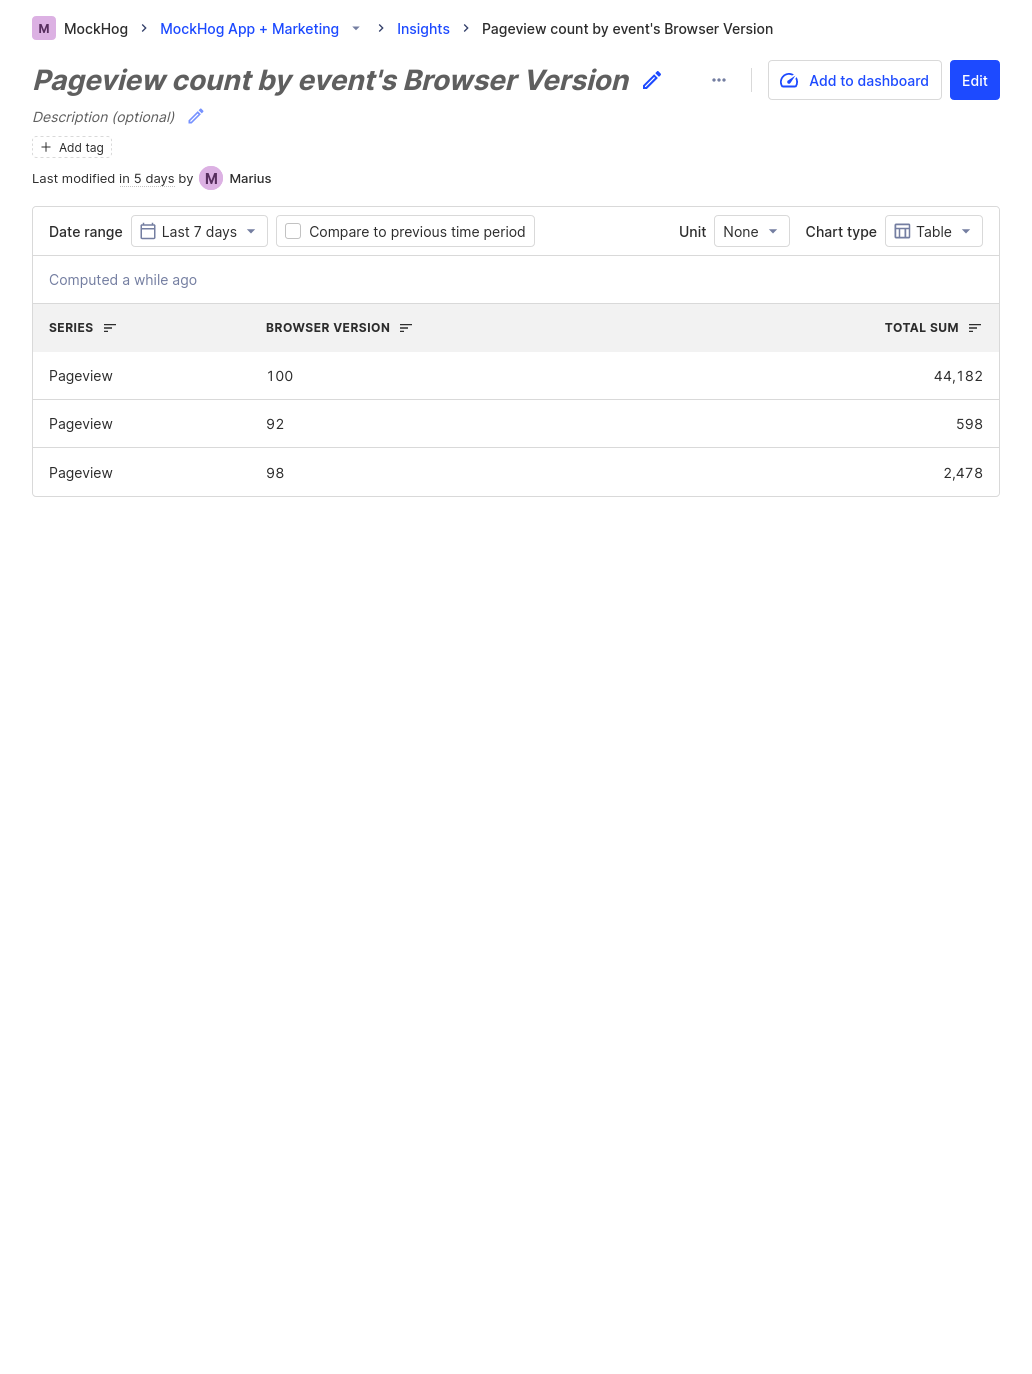 M MockHog MockHog App + Marketing Insights Pageview count by event's Browser Version
Pageview count by event's Browser Version
Add to dashboard Edit
Description (optional)
Add tag
Last modified in 5 days by M Marius
Date range Last 7 days Compare to previous time period Unit None Chart type Table
Computed a while ago
SERIES BROWSER VERSION TOTAL SUM
Pageview 100 44,182
Pageview 92 598
Pageview 98 2,478